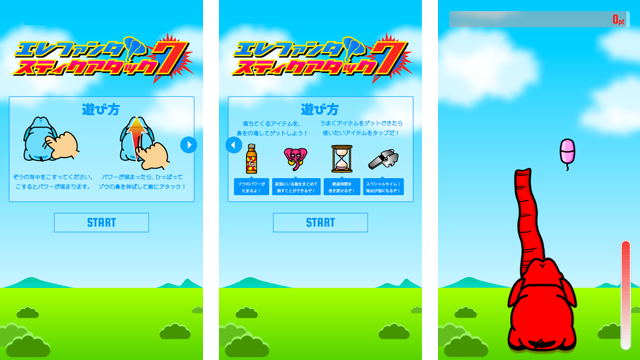 エレファンタ
スティックアタック7
遊び方
ぞうの背中をこすってください。
こするとパワーが溜まります。
パワーが溜まったら、ひっぱって
ゾウの鼻を伸ばして敵にアタック!
START
エレファンタ
スティックアタック7
遊び方
落ちてくるアイテムを、
鼻をの場してゲットしよう!
うまくアイテムをゲットできたら
使いたいアイテムをタップだ!
ゾウのパワーが
たまるよ!
スペシャルタイム!
START
0pt